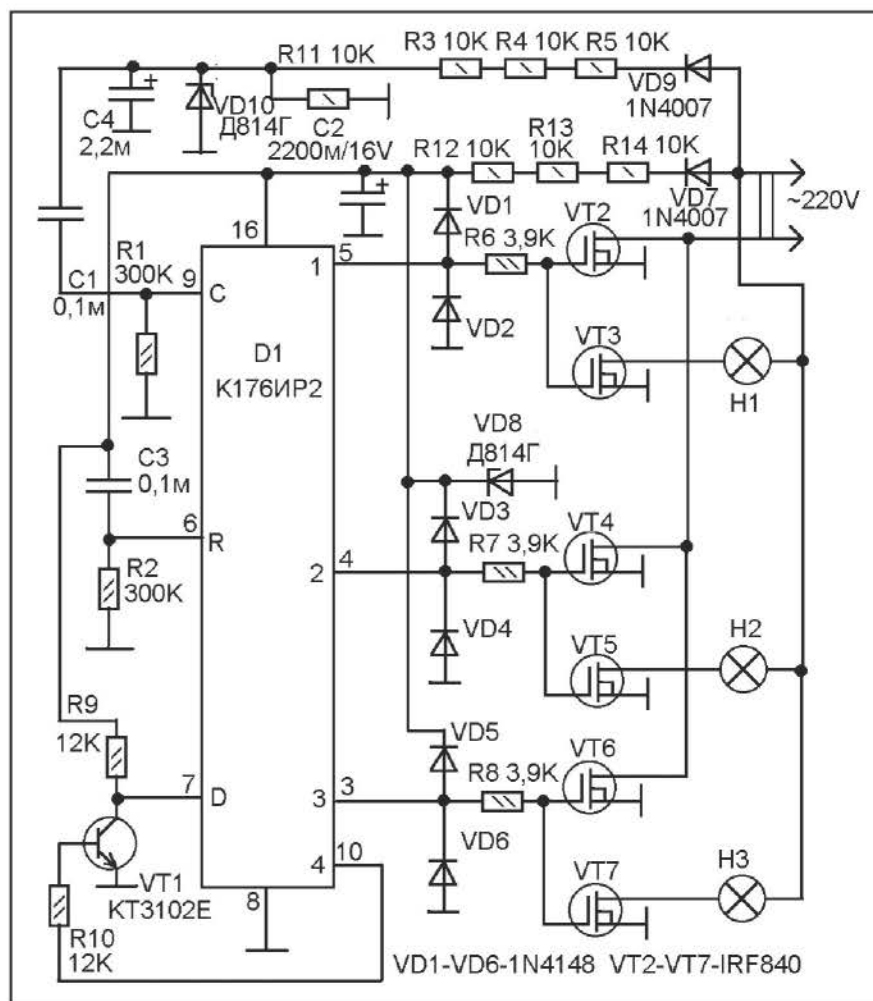 R3 10K R4 10K R5 10K
R11 10K
VD9
1N4007
C4
2,2м
VD10
Д814Г
C2
2200м/16V
R12 10K
R13
10K
R14 10K
VD7
1N4007
~220V
16
VD1
R6 3,9K
VT2
R1
300K
C1
0,1м
9
C
1
5
VD2
VT3
H1
D1
К176ИР2
VD8
Д814Г
C3
0,1м
VD3
R7 3,9K
VT4
6
R
2
4
R2
300K
VD4
VT5
H2
R9
12K
VD5
R8 3,9K
VT6
7
D
3
3
VD6
4
10
VT7
H3
VT1
КТ3102Е
8
R10
12K
VD1-VD6-1N4148 VT2-VT7-IRF840